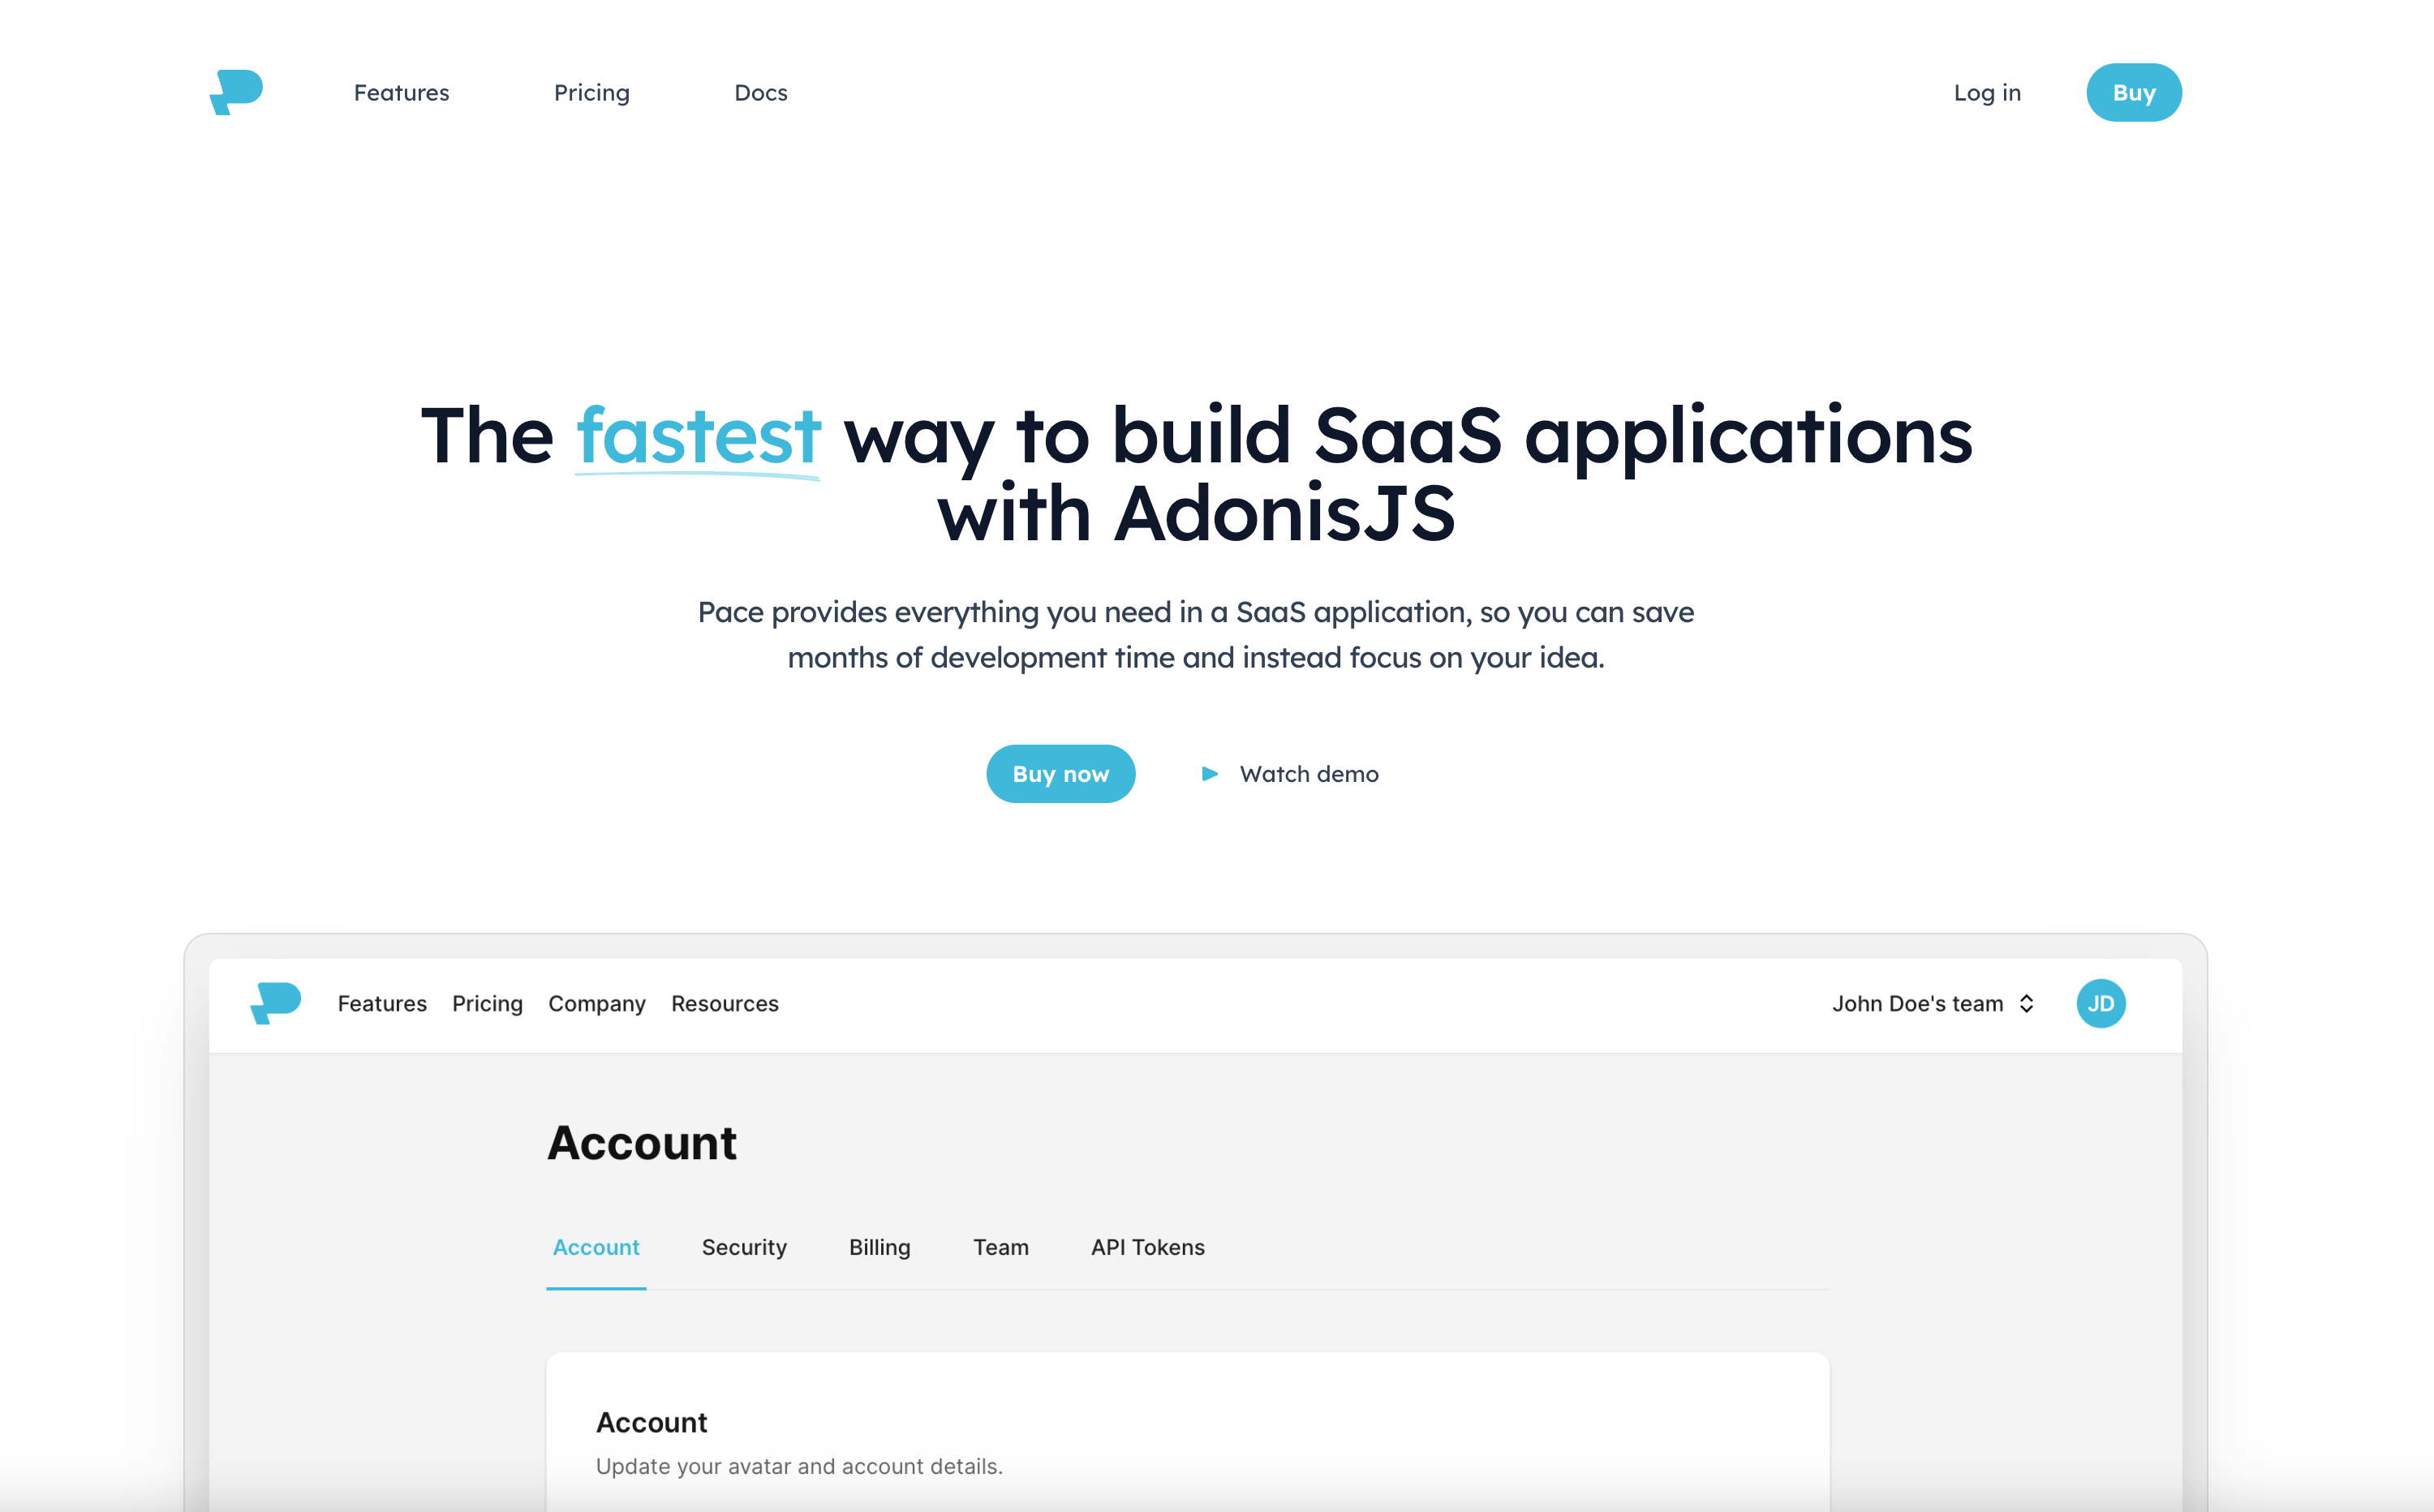 Features Pricing Docs Log in Buy
The fastest way to build SaaS applications
with AdonisJS
Pace provides everything you need in a SaaS application, so you can save
months of development time and instead focus on your idea.
Buy now Watch demo
Features Pricing Company Resources John Doe's team JD
Account
Account Security Billing Team API Tokens
Account
Update your avatar and account details.